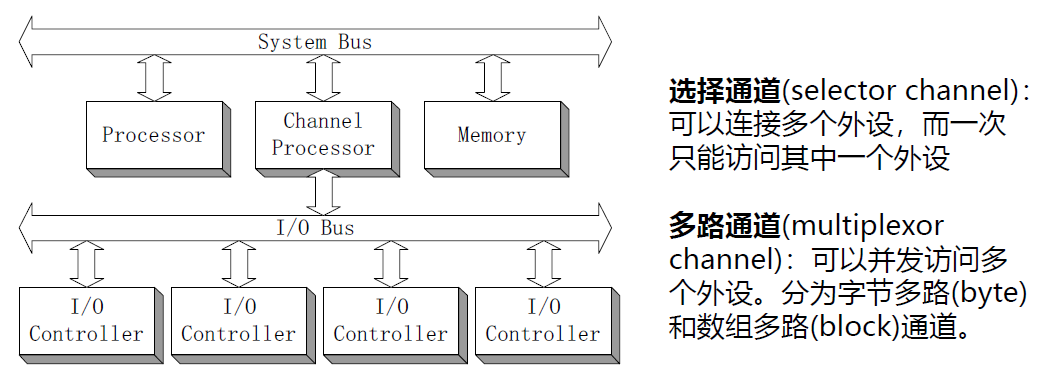 System Bus
Processor
Channel
Processor
Memory
I/O Bus
I/O
Controller
I/O
Controller
I/O
Controller
I/O
Controller
选择通道(selector channel)：
可以连接多个外设，而一次
只能访问其中一个外设
多路通道(multiplexor
channel)：可以并发访问多
个外设。分为字节多路(byte)
和数组多路(block)通道。